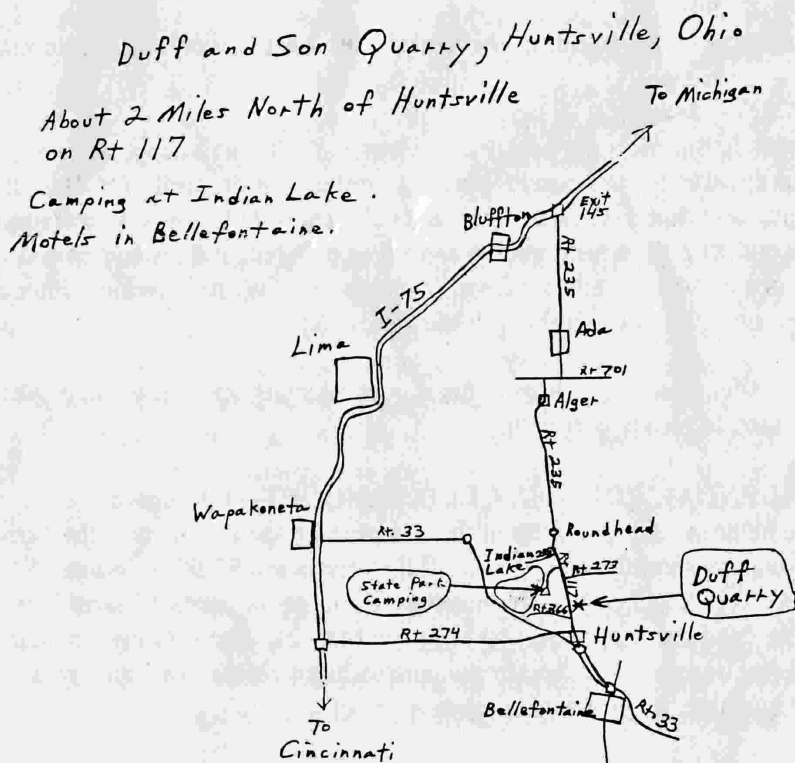 Duff and Son Quarry, Huntsville, Ohio
About 2 Miles North of Huntsville
on Rt 117
To Michigan
Camping at Indian Lake.
Motels in Bellefontaine.
Exit
145
Bluffton
Rt 235
I-75
Ada
Lima
Rt 701
Alger
Rt 235
Wapakoneta
Rt. 33
Roundhead
Indian
Lake
235
Rt 273
Rt 117
State Park
Camping
Rt 366
Duff
Quarry
Rt 274
Huntsville
Bellefontaine
Rt. 33
To
Cincinnati